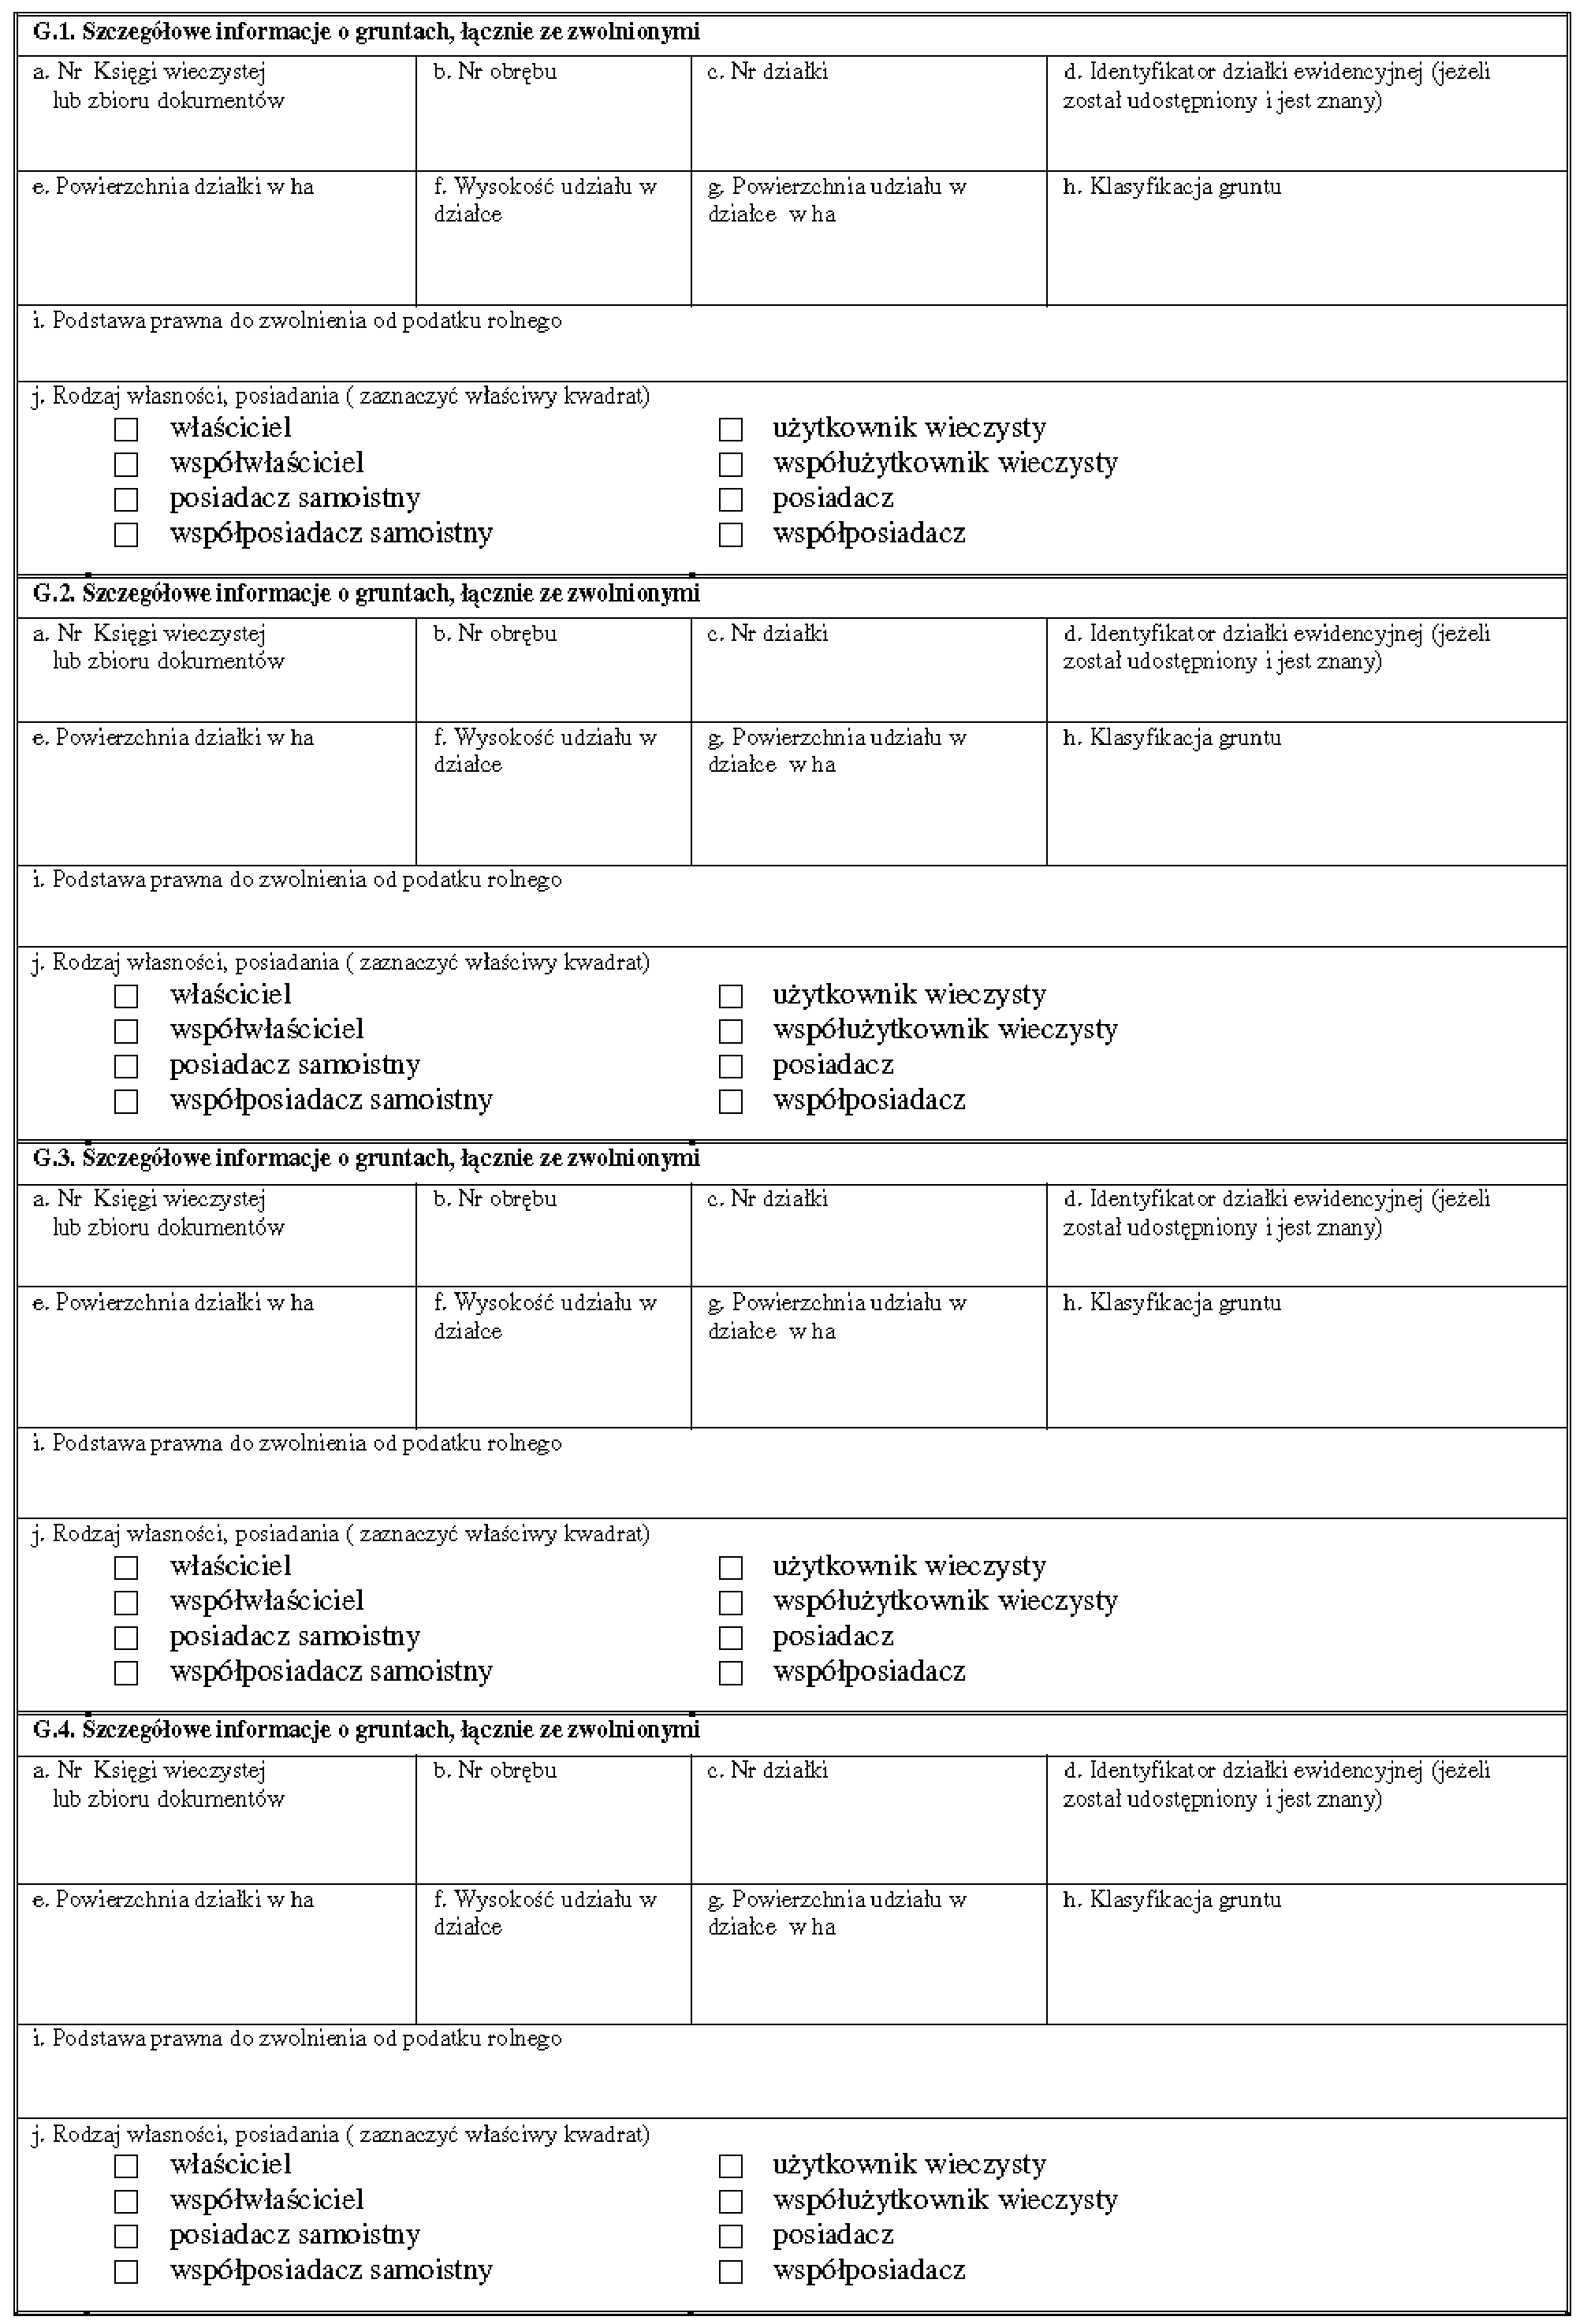 G.1. Szczegółowe informacje o gruntach, łącznie ze zwolnionymi
a. Nr Księgi wieczystej
lub zbioru dokumentów
b. Nr obrębu
c. Nr działki
d. Identyfikator działki ewidencyjnej (jeżeli
został udostępniony i jest znany)
e. Powierzchnia działki w ha
f. Wysokość udziału w
działce
g. Powierzchnia udziału w
działce w ha
h. Klasyfikacja gruntu
i. Podstawa prawna do zwolnienia od podatku rolnego
j. Rodzaj własności, posiadania ( zaznaczyć właściwy kwadrat)
właściciel
użytkownik wieczysty
współwłaściciel
współużytkownik wieczysty
posiadacz samoistny
posiadacz
współposiadacz samoistny
współposiadacz
G.2. Szczegółowe informacje o gruntach, łącznie ze zwolnionymi
a. Nr Księgi wieczystej
lub zbioru dokumentów
b. Nr obrębu
c. Nr działki
d. Identyfikator działki ewidencyjnej (jeżeli
został udostępniony i jest znany)
e. Powierzchnia działki w ha
f. Wysokość udziału w
działce
g. Powierzchnia udziału w
działce w ha
h. Klasyfikacja gruntu
i. Podstawa prawna do zwolnienia od podatku rolnego
j. Rodzaj własności, posiadania ( zaznaczyć właściwy kwadrat)
właściciel
użytkownik wieczysty
współwłaściciel
współużytkownik wieczysty
posiadacz samoistny
posiadacz
współposiadacz samoistny
współposiadacz
G.3. Szczegółowe informacje o gruntach, łącznie ze zwolnionymi
a. Nr Księgi wieczystej
lub zbioru dokumentów
b. Nr obrębu
c. Nr działki
d. Identyfikator działki ewidencyjnej (jeżeli
został udostępniony i jest znany)
e. Powierzchnia działki w ha
f. Wysokość udziału w
działce
g. Powierzchnia udziału w
działce w ha
h. Klasyfikacja gruntu
i. Podstawa prawna do zwolnienia od podatku rolnego
j. Rodzaj własności, posiadania ( zaznaczyć właściwy kwadrat)
właściciel
użytkownik wieczysty
współwłaściciel
współużytkownik wieczysty
posiadacz samoistny
posiadacz
współposiadacz samoistny
współposiadacz
G.4. Szczegółowe informacje o gruntach, łącznie ze zwolnionymi
a. Nr Księgi wieczystej
lub zbioru dokumentów
b. Nr obrębu
c. Nr działki
d. Identyfikator działki ewidencyjnej (jeżeli
został udostępniony i jest znany)
e. Powierzchnia działki w ha
f. Wysokość udziału w
działce
g. Powierzchnia udziału w
działce w ha
h. Klasyfikacja gruntu
i. Podstawa prawna do zwolnienia od podatku rolnego
j. Rodzaj własności, posiadania ( zaznaczyć właściwy kwadrat)
właściciel
użytkownik wieczysty
współwłaściciel
współużytkownik wieczysty
posiadacz samoistny
posiadacz
współposiadacz samoistny
współposiadacz